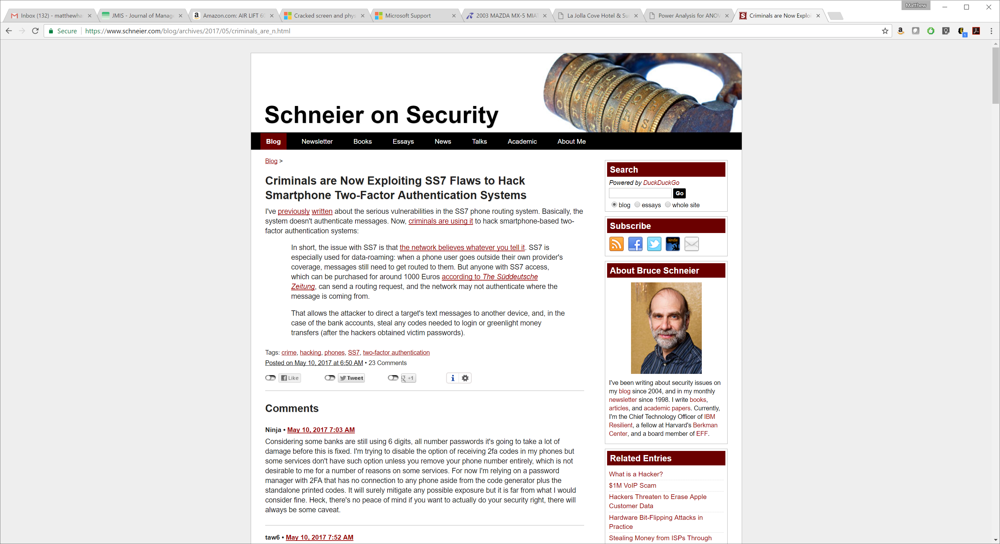 Matthew
Inbox (132) - matthewha
JMIS - Journal of Manage
Amazon.com: AIR LIFT 60
Cracked screen and phys
Microsoft Support
2003 MAZDA MX-5 MIAT
La Jolla Cove Hotel & Su
Power Analysis for ANOV
Criminals are Now Exploi
Secure https://www.schneier.com/blog/archives/2017/05/criminals_are_n.html
1
Schneier on Security
Blog Newsletter Books Essays News Talks Academic About Me
Blog >
Criminals are Now Exploiting SS7 Flaws to Hack
Smartphone Two-Factor Authentication Systems
I've previously written about the serious vulnerabilities in the SS7 phone routing system. Basically, the
system doesn't authenticate messages. Now, criminals are using it to hack smartphone-based two-
factor authentication systems:
In short, the issue with SS7 is that the network believes whatever you tell it. SS7 is
especially used for data-roaming: when a phone user goes outside their own provider's
coverage, messages still need to get routed to them. But anyone with SS7 access,
which can be purchased for around 1000 Euros according to The Süddeutsche
Zeitung, can send a routing request, and the network may not authenticate where the
message is coming from.
That allows the attacker to direct a target's text messages to another device, and, in the
case of the bank accounts, steal any codes needed to login or greenlight money
transfers (after the hackers obtained victim passwords).
Tags: crime, hacking, phones, SS7, two-factor authentication
Posted on May 10, 2017 at 6:50 AM • 23 Comments
Like Tweet +1 i
Comments
Ninja • May 10, 2017 7:03 AM
Considering some banks are still using 6 digits, all number passwords it's going to take a lot of
damage before this is fixed. I'm trying to disable the option of receiving 2fa codes in my phones but
some services don't have such option unless you remove your phone number entirely, which is not
desirable to me for a number of reasons on some services. For now I'm relying on a password
manager with 2FA that has no connection to any phone aside from the code generator plus the
standalone printed codes. It will surely mitigate any possible exposure but it is far from what I would
consider fine. Heck, there's no peace of mind if you want to actually do your security right, there will
always be some caveat.
taw6 • May 10, 2017 7:52 AM
Search
Powered by DuckDuckGo
Go
blog essays whole site
Subscribe
kindle
About Bruce Schneier
I've been writing about security issues on
my blog since 2004, and in my monthly
newsletter since 1998. I write books,
articles, and academic papers. Currently,
I'm the Chief Technology Officer of IBM
Resilient, a fellow at Harvard's Berkman
Center, and a board member of EFF.
Related Entries
What is a Hacker?
$1M VoIP Scam
Hackers Threaten to Erase Apple
Customer Data
Hardware Bit-Flipping Attacks in
Practice
Stealing Money from ISPs Through